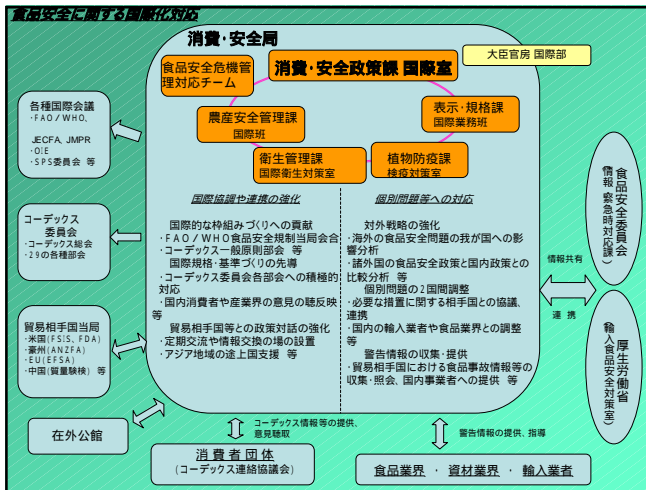 食品安全に関する国際化対応
消費・安全局
大臣官房 国際部
食品安全危機管
理対応チーム
消費・安全政策課 国際室
農産安全管理課
国際班
表示・規格課
国際業務班
衛生管理課
国際衛生対策室
植物防疫課
検疫対策室
各種国際会議
・FAO/WHO、
JECFA, JMPR
・OIE
・SPS委員会 等
コーデックス
委員会
・コーデックス総会
・29の各種部会
貿易相手国当局
・米国(FSIS、FDA)
・豪州(ANZFA)
・EU(EFSA)
・中国(質量験検) 等
在外公館
国際協調や連携の強化
国際的な枠組みづくりへの貢献
・FAO/WHO食品安全規制当局会合
・コーデックス一般原則部会 等
国際規格・基準づくりの先導
・コーデックス委員会各部会への積極的
対応
・国内消費者や産業界の意見の聴反映
等
貿易相手国等との政策対話の強化
・定期交流や情報交換の場の設置
・アジア地域の途上国支援 等
個別問題等への対応
対外戦略の強化
・海外の食品安全問題の我が国への影
響分析
・諸外国の食品安全政策と国内政策との
比較分析 等
個別問題の2国間調整
・必要な措置に関する相手国との協議、
連携
・国内の輸入業者や食品業界との調整
等
警告情報の収集・提供
・貿易相手国における食品事故情報等の
収集・照会、国内事業者への提供 等
情報共有
連 携
食品安全委員会
(情報・緊急時対応課)
厚生労働省
(輸入食品安全対策室)
コーデックス情報等の提供、
意見聴取
消費者団体
(コーデックス連絡協議会)
警告情報の提供、指導
食品業界 ・ 資材業界 ・ 輸入業者